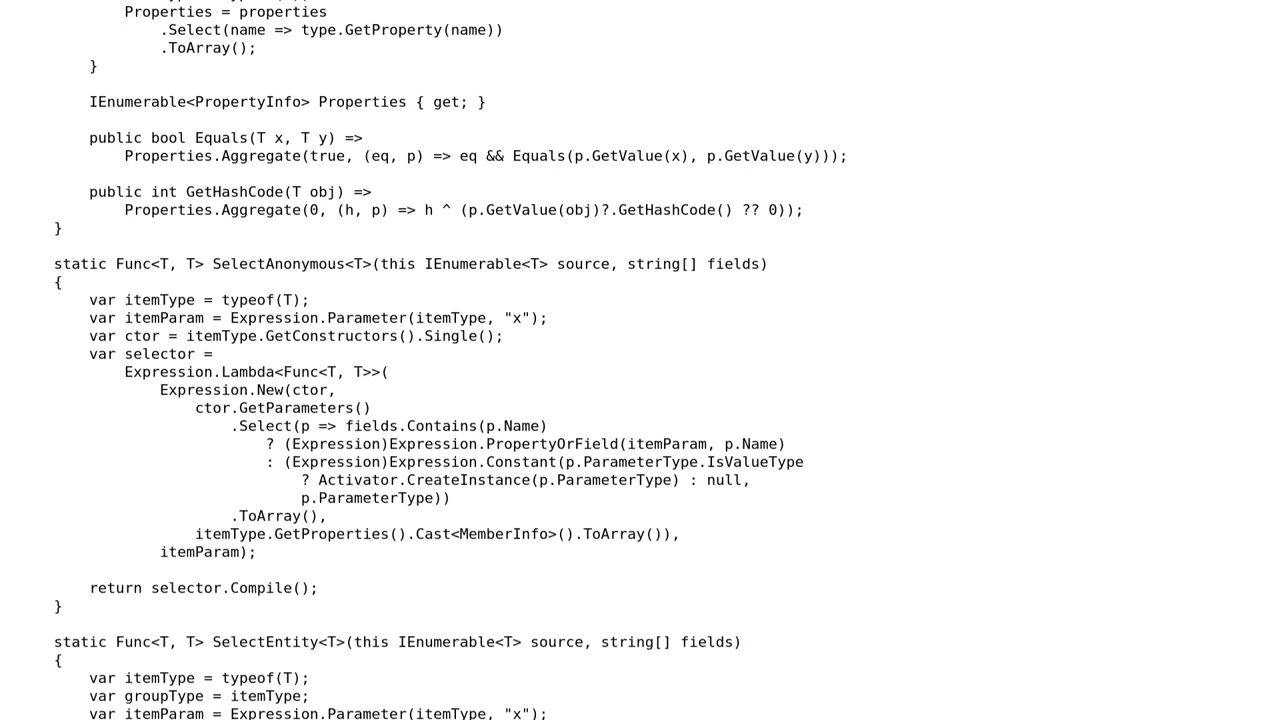 Properties = properties
.Select(name => type.GetProperty(name))
.ToArray();
}
IEnumerable<PropertyInfo> Properties { get; }
public bool Equals(T x, T y) =>
Properties.Aggregate(true, (eq, p) => eq && Equals(p.GetValue(x), p.GetValue(y)));
public int GetHashCode(T obj) =>
Properties.Aggregate(0, (h, p) => h ^ (p.GetValue(obj)?.GetHashCode() ?? 0));
}
static Func<T, T> SelectAnonymous<T>(this IEnumerable<T> source, string[] fields)
{
var itemType = typeof(T);
var itemParam = Expression.Parameter(itemType, "x");
var ctor = itemType.GetConstructors().Single();
var selector =
Expression.Lambda<Func<T, T>>(
Expression.New(ctor,
ctor.GetParameters()
.Select(p => fields.Contains(p.Name)
? (Expression)Expression.PropertyOrField(itemParam, p.Name)
: (Expression)Expression.Constant(p.ParameterType.IsValueType
? Activator.CreateInstance(p.ParameterType) : null,
p.ParameterType))
.ToArray(),
itemType.GetProperties().Cast<MemberInfo>().ToArray()),
itemParam);
return selector.Compile();
}
static Func<T, T> SelectEntity<T>(this IEnumerable<T> source, string[] fields)
{
var itemType = typeof(T);
var groupType = itemType;
var itemParam = Expression.Parameter(itemType, "x");